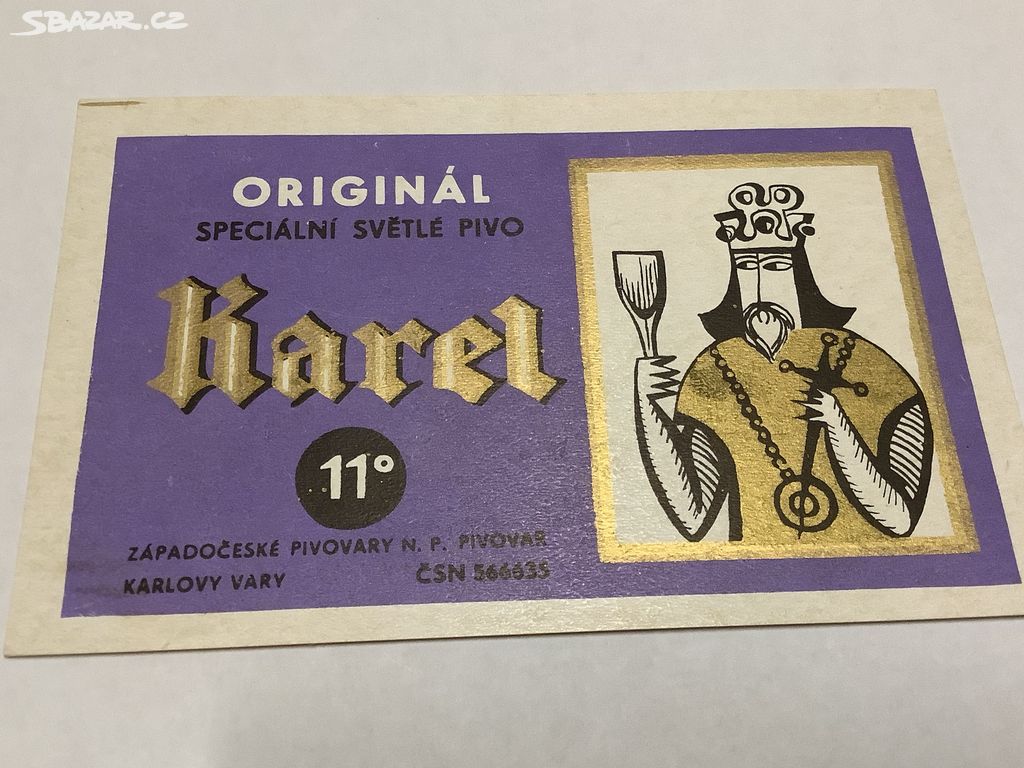 SBAZAR.CZ
ORIGINÁL
SPECIÁLNÍ SVĚTLÉ PIVO
Karel
11°
ZÁPADOČESKÉ PIVOVARY N. P. PIVOVAR
KARLOVY VARY ČSN 566635